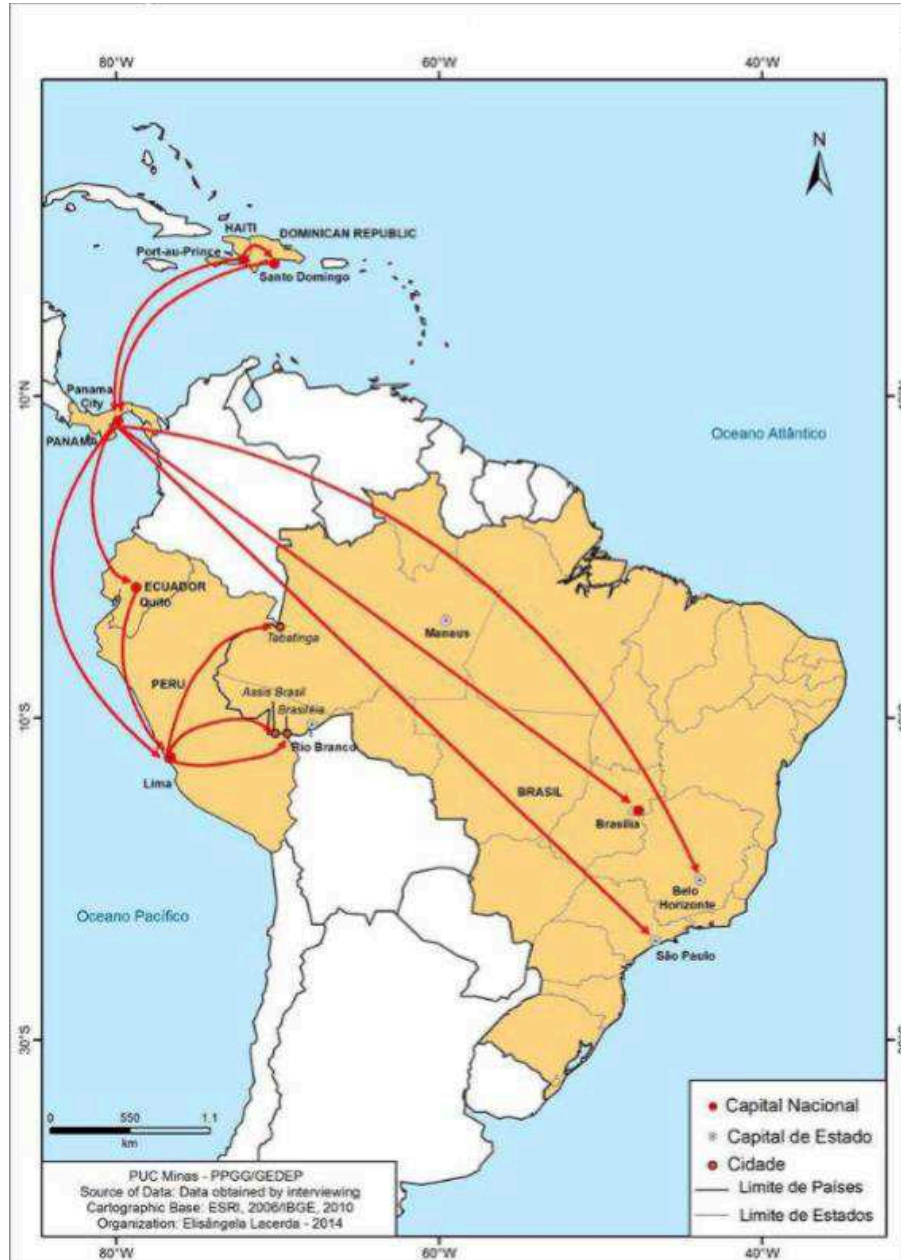 80°W
60°W
40°W
N
HAITI
DOMINICAN REPUBLIC
Port-au-Prince
Santo Domingo
10°N
Panama
City
PANAMA
Oceano Atlântico
ECUADOR
Quito
Manaus
Tabatinga
PERU
Assis Brasil
Brasiléia
10°S
10°S
Rio Branco
Lima
BRASIL
Brasília
Belo
Horizonte
Oceano Pacífico
São Paulo
30°S
0 550 1.1
km
Capital Nacional
Capital de Estado
Cidade
Limite de Países
Limite de Estados
PUC Minas - PPGG/GEDEP
Source of Data: Data obtained by interviewing
Cartographic Base: ESRI, 2006/IBGE, 2010
Organization: Elisângela Lacerda - 2014
80°W
60°W
40°W